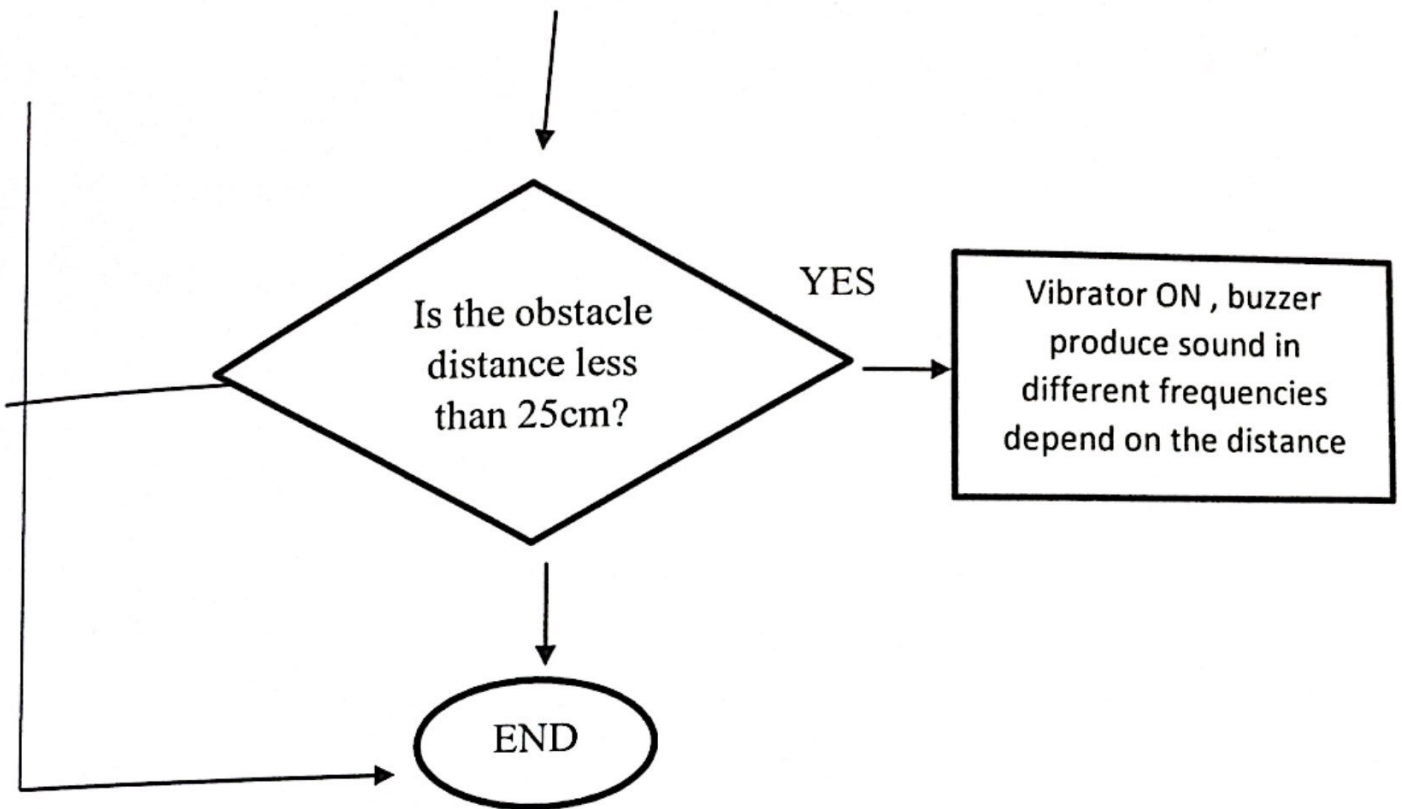 Is the obstacle
distance less
than 25cm?
YES
Vibrator ON , buzzer
produce sound in
different frequencies
depend on the distance
END